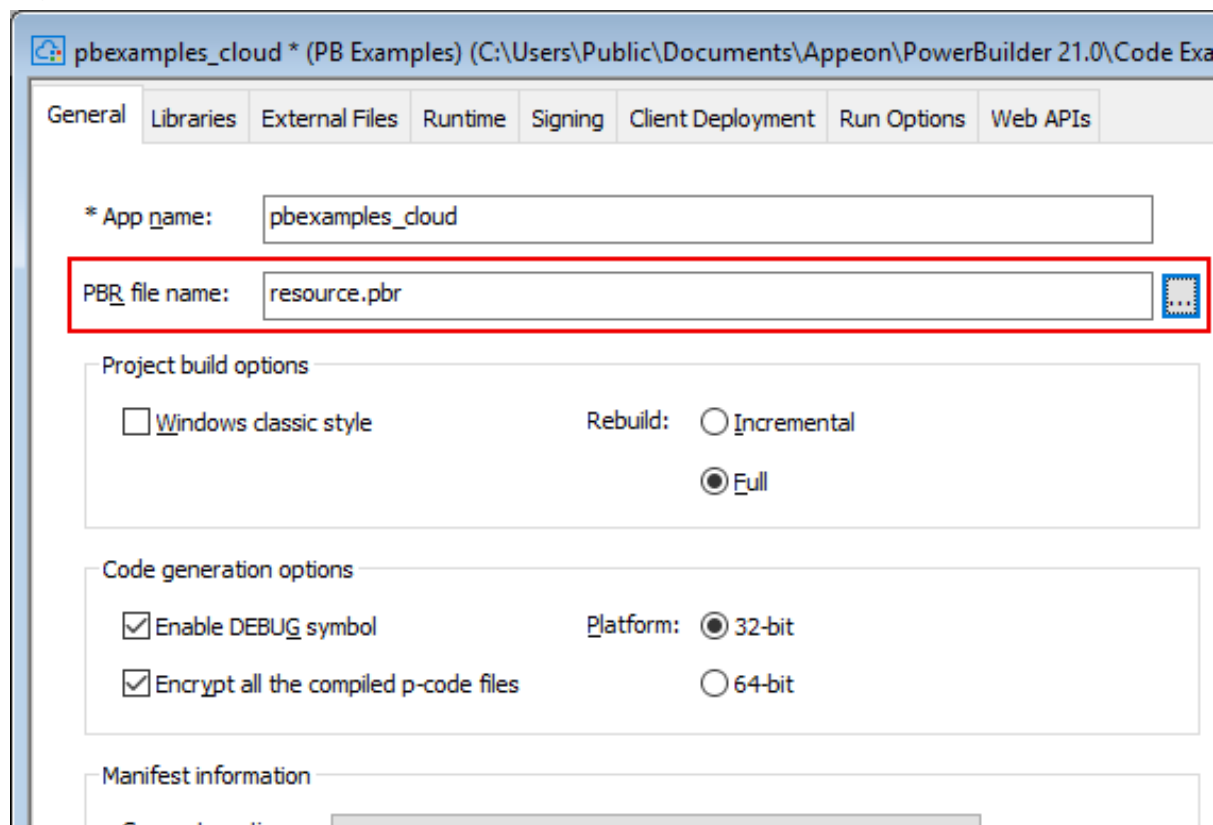 pbexamples_cloud * (PB Examples) (C:\Users\Public\Documents\Appeon\PowerBuilder 21.0\Code Exa
General Libraries External Files Runtime Signing Client Deployment Run Options Web APIs
* App name: pbexamples_cloud
PBR file name: resource.pbr ...
Project build options
Windows classic style Rebuild: Incremental
Full
Code generation options
Enable DEBUG symbol Platform: 32-bit
Encrypt all the compiled p-code files 64-bit
Manifest information